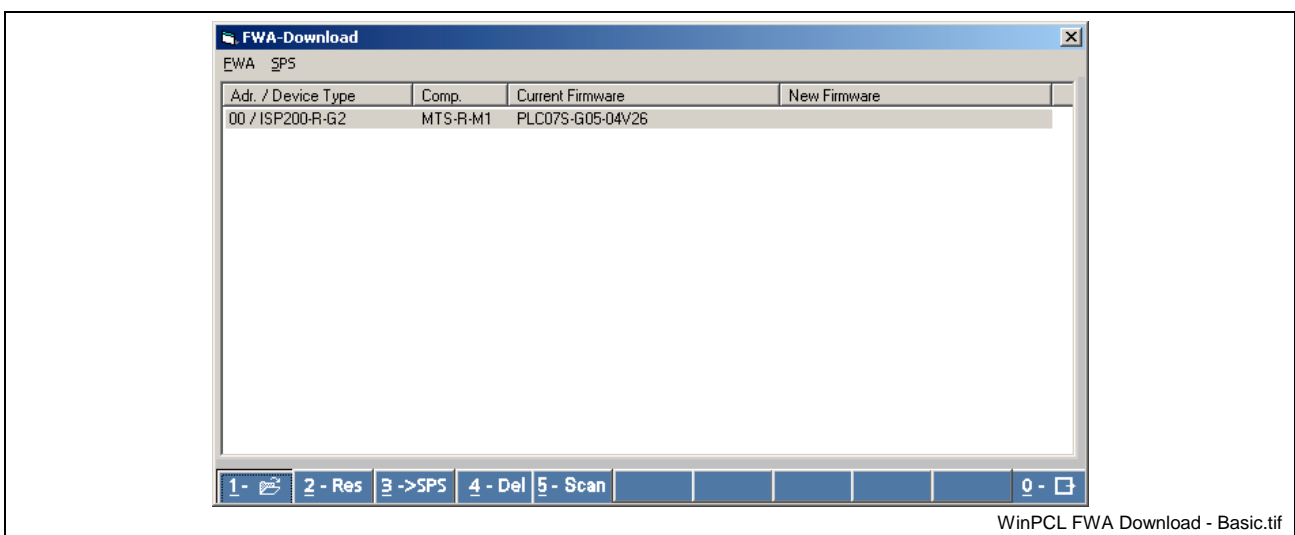 FWA-Download
FWA SPS
Adr. / Device Type Comp. Current Firmware New Firmware
00 / ISP200-R-G2 MTS-R-M1 PLC07S-G05-04V26
1- 2 - Res 3 ->SPS 4 - Del 5 - Scan 0 -
WinPCL FWA Download - Basic.tif